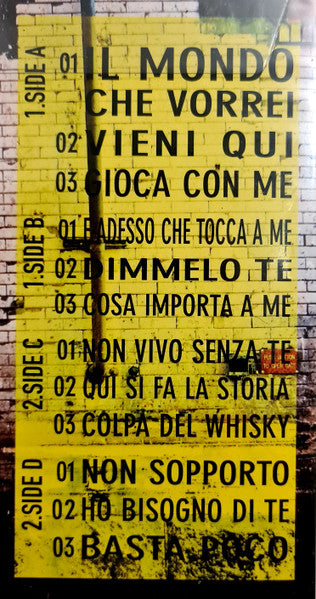 1.SIDE A
01 IL MONDO
CHE VORREI
02 VIENI QUI
03 GIOCA CON ME
1.SIDE B
01 E ADESSO CHE TOCCA A ME
02 DIMMELO TE
03 COSA IMPORTA A ME
2.SIDE C
01 NON VIVO SENZA TE
02 QUI SI FA LA STORIA
03 COLPA DEL WHISKY
2.SIDE D
01 NON SOPPORTO
02 HO BISOGNO DI TE
03 BASTA POCO